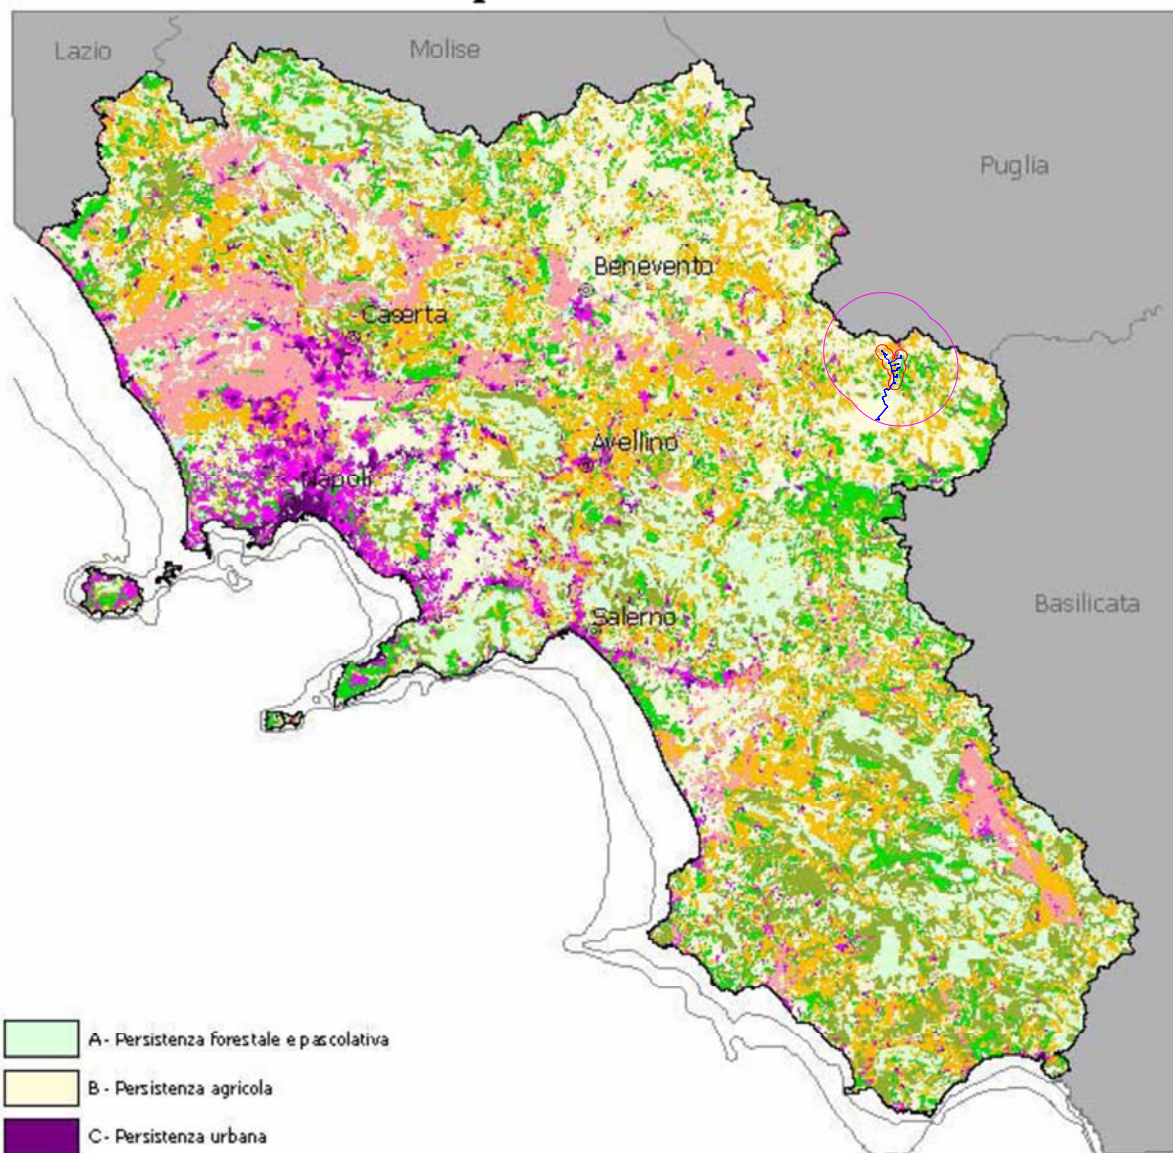 Lazio
Molise
Puglia
Benevento
Caserta
Avellino
Napoli
Salerno
Basilicata
A - Persistenza forestale e pascolativa
B - Persistenza agricola
C - Persistenza urbana